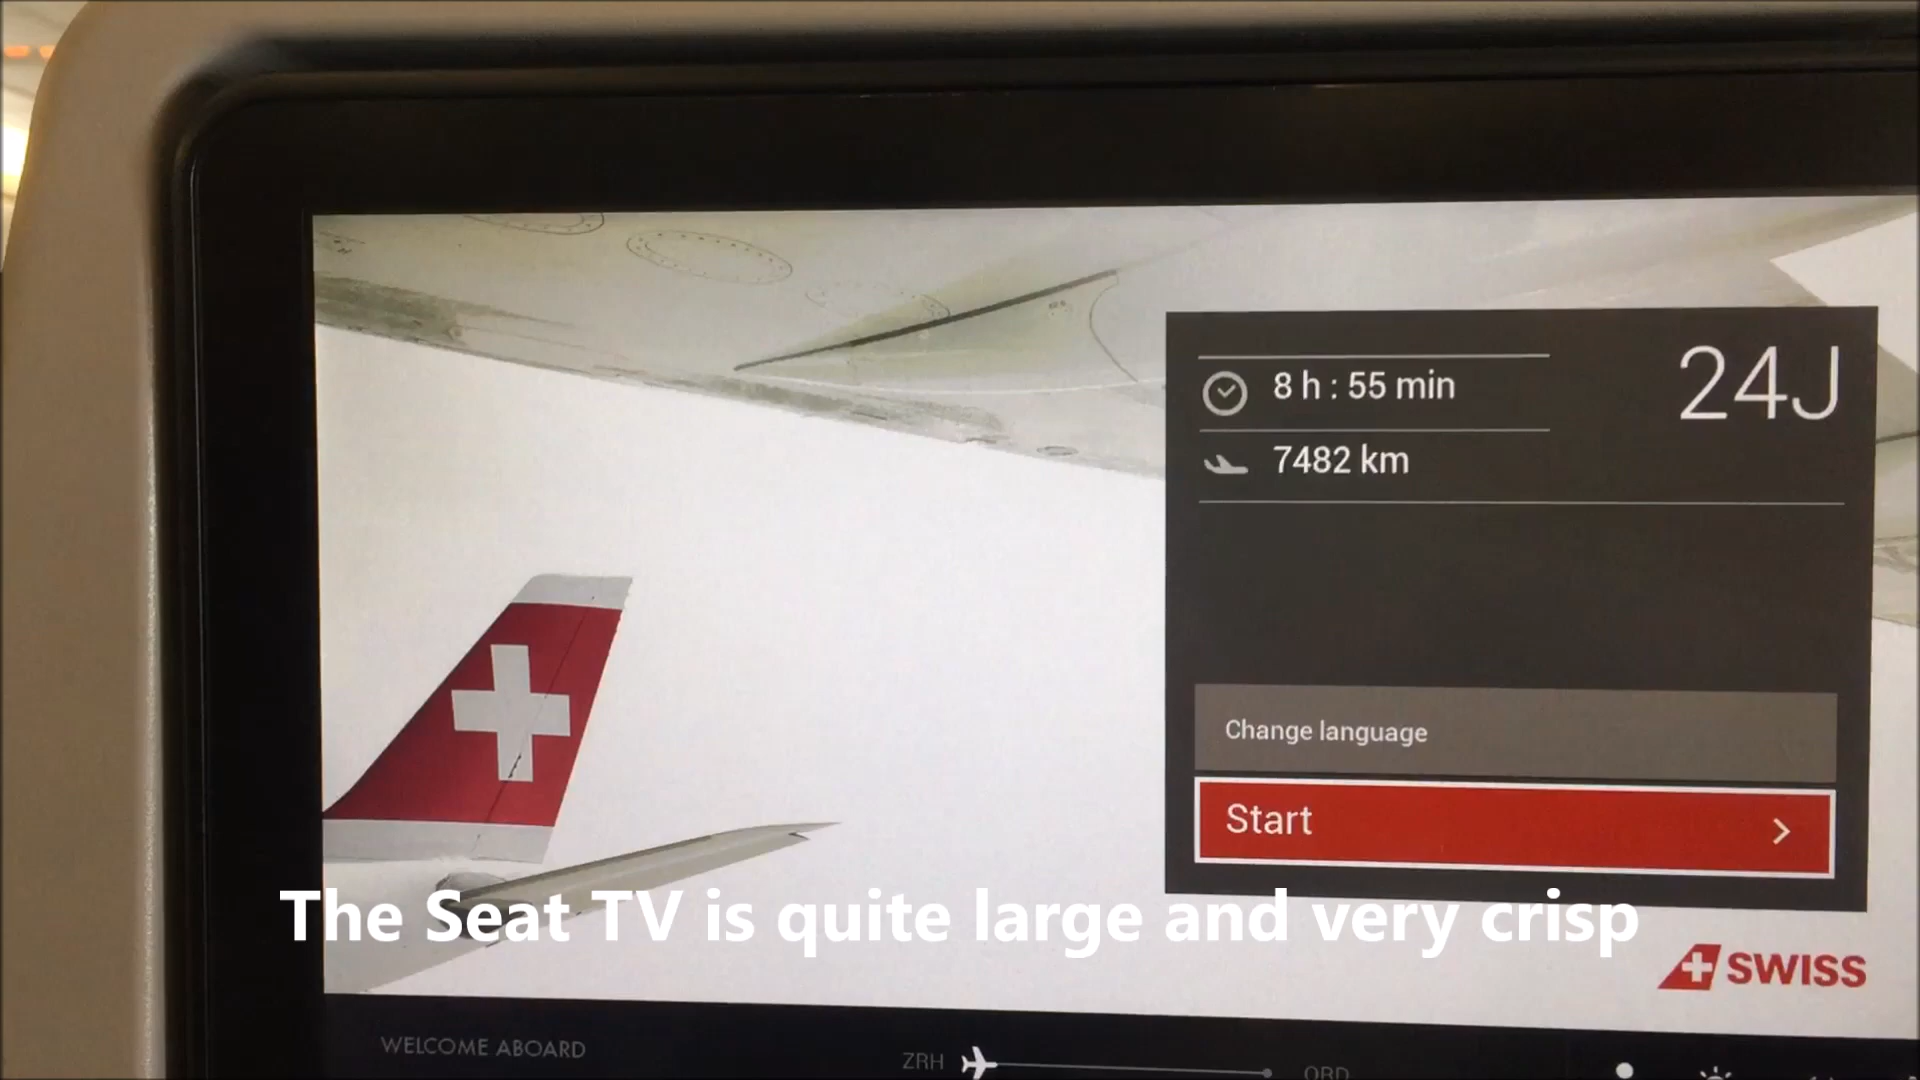 8 h : 55 min
24J
7482 km
Change language
Start
The Seat TV is quite large and very crisp
SWISS
WELCOME ABOARD
ZRH
ORD